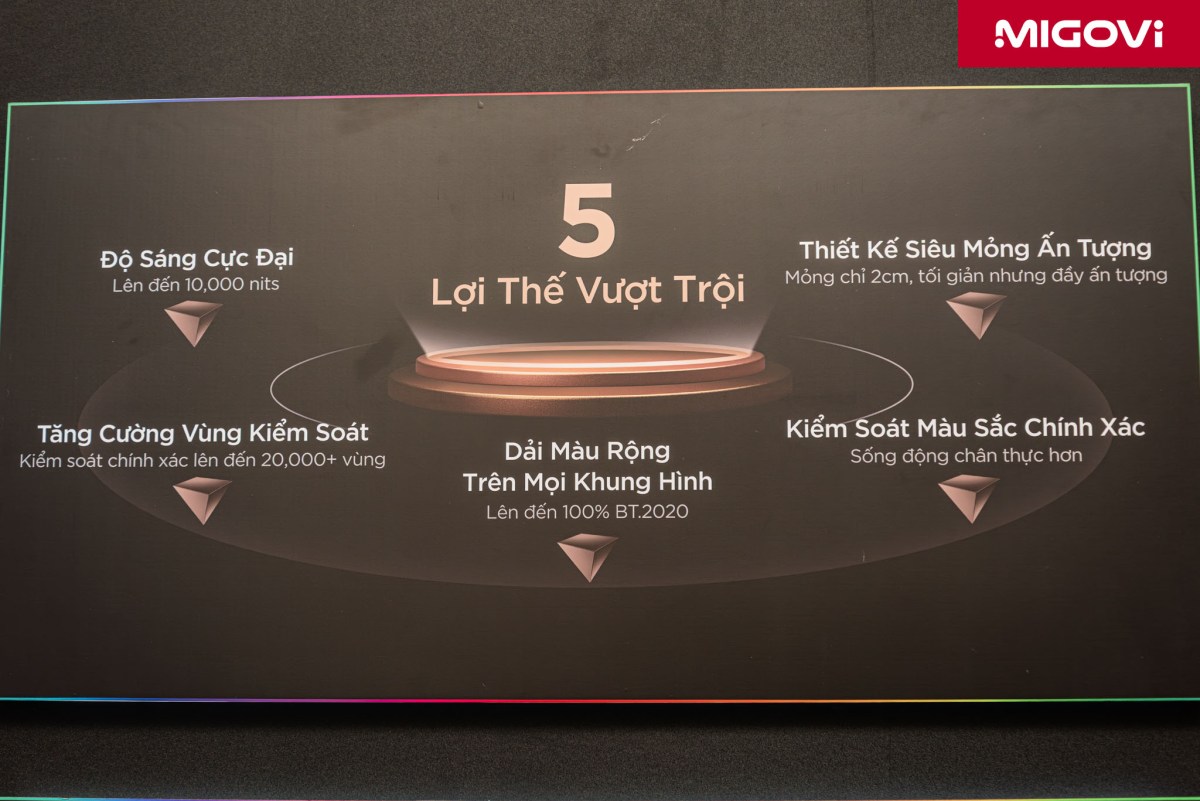 MIGOVi
5
Lợi Thế Vượt Trội
Độ Sáng Cực Đại
Lên đến 10,000 nits
Thiết Kế Siêu Mỏng Ấn Tượng
Mỏng chỉ 2cm, tối giản nhưng đầy ấn tượng
Tăng Cường Vùng Kiểm Soát
Kiểm soát chính xác lên đến 20,000+ vùng
Dải Màu Rộng
Trên Mọi Khung Hình
Lên đến 100% BT.2020
Kiểm Soát Màu Sắc Chính Xác
Sống động chân thực hơn